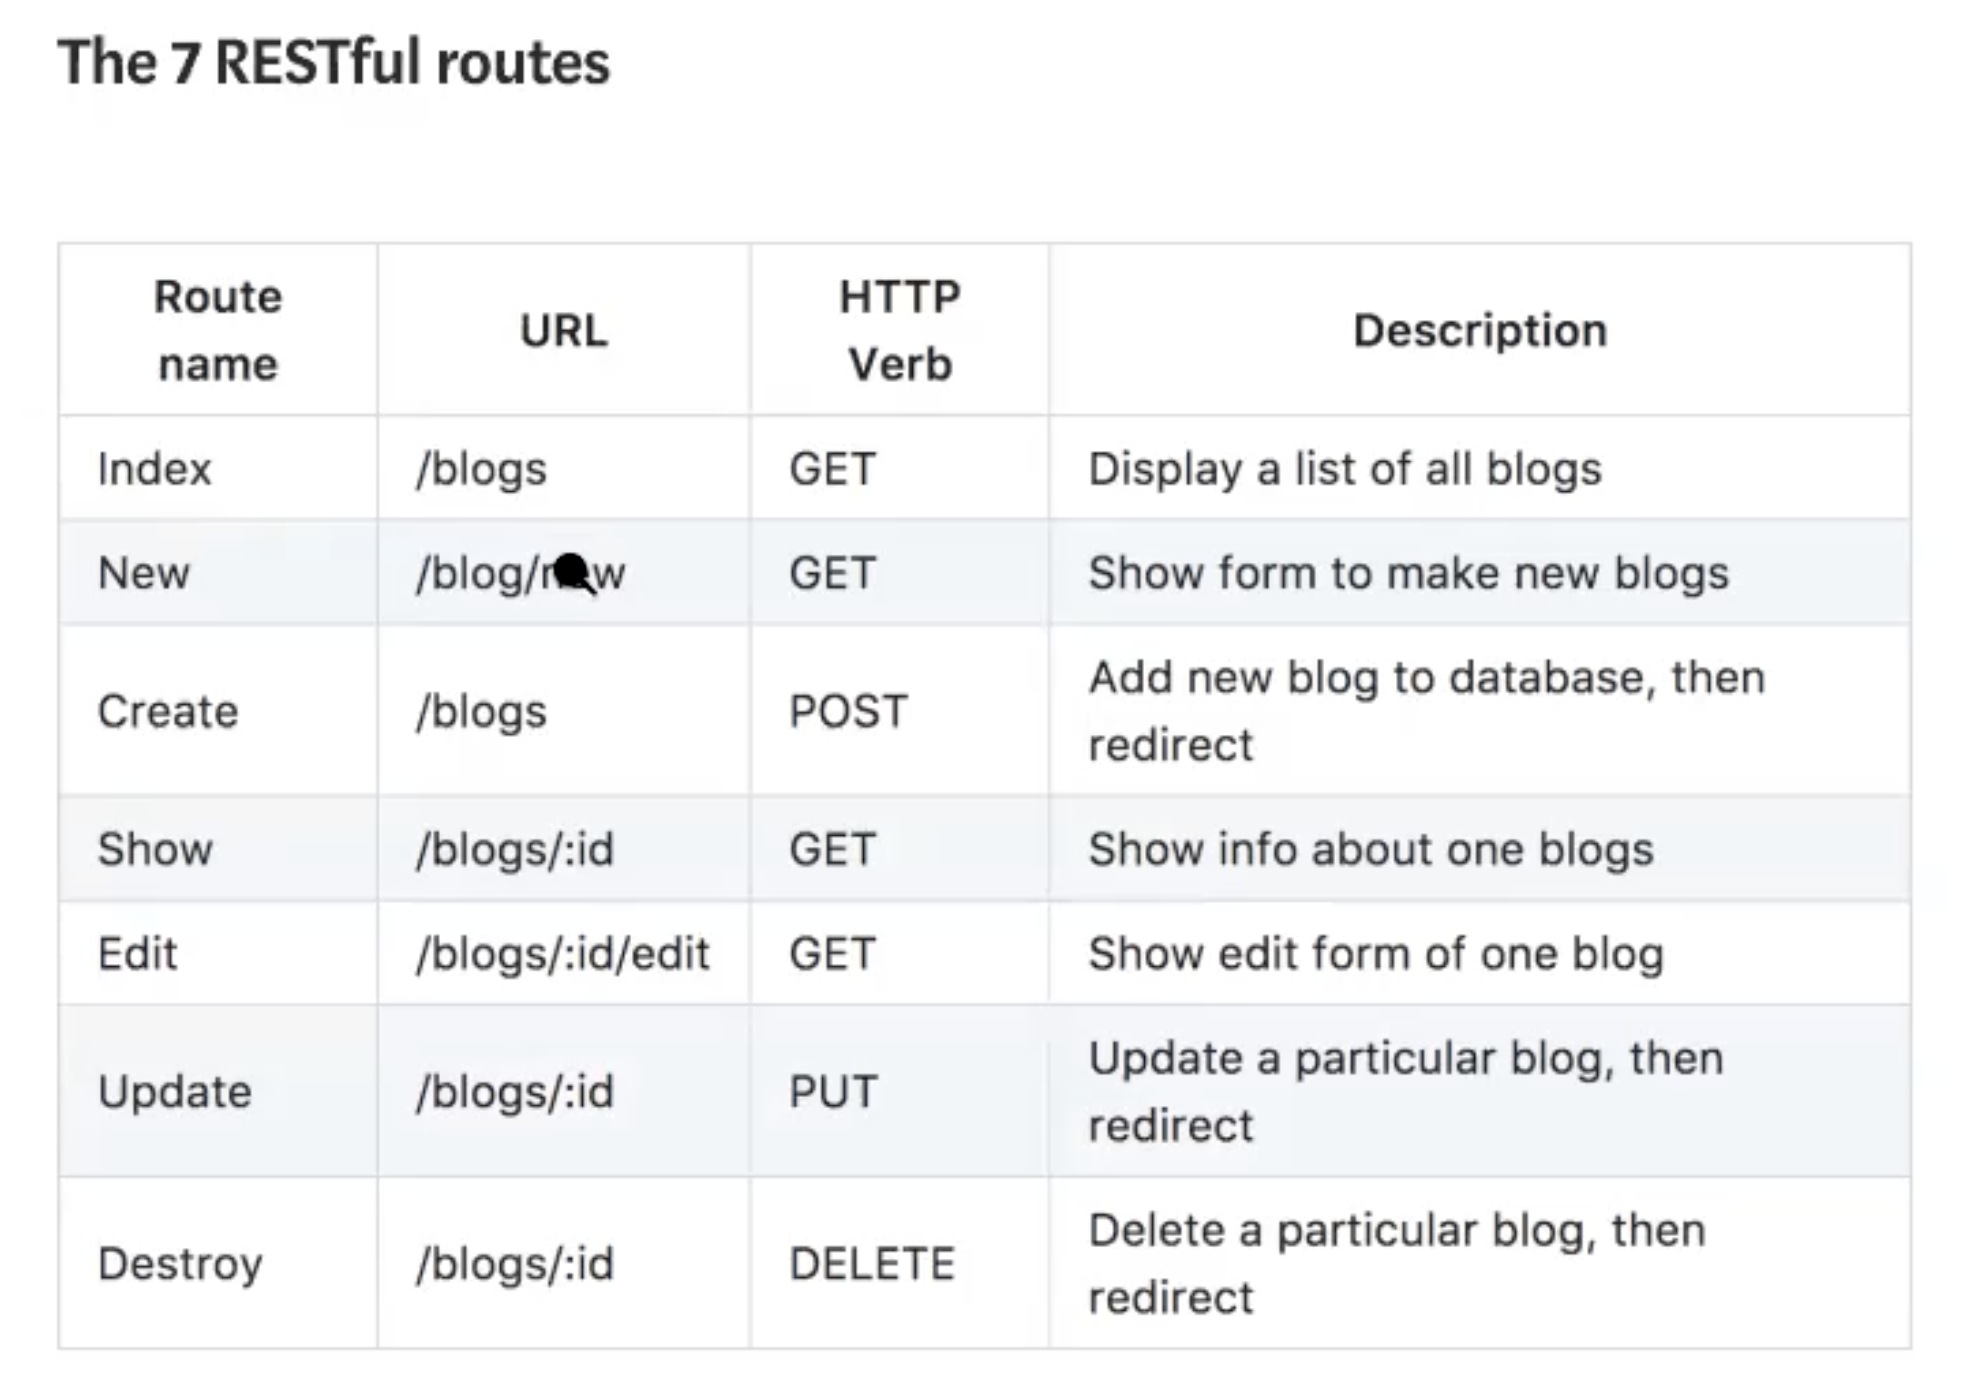 The 7 RESTful routes
Route name URL HTTP Verb Description
Index /blogs GET Display a list of all blogs
New GET Show form to make new blogs
Create /blogs POST Add new blog to database, then
redirect
Show /blogs/:id GET Show info about one blogs
Edit /blogs/:id/edit GET Show edit form of one blog
Update /blogs/:id PUT Update a particular blog, then
redirect
Destroy /blogs/:id DELETE Delete a particular blog, then
redirect